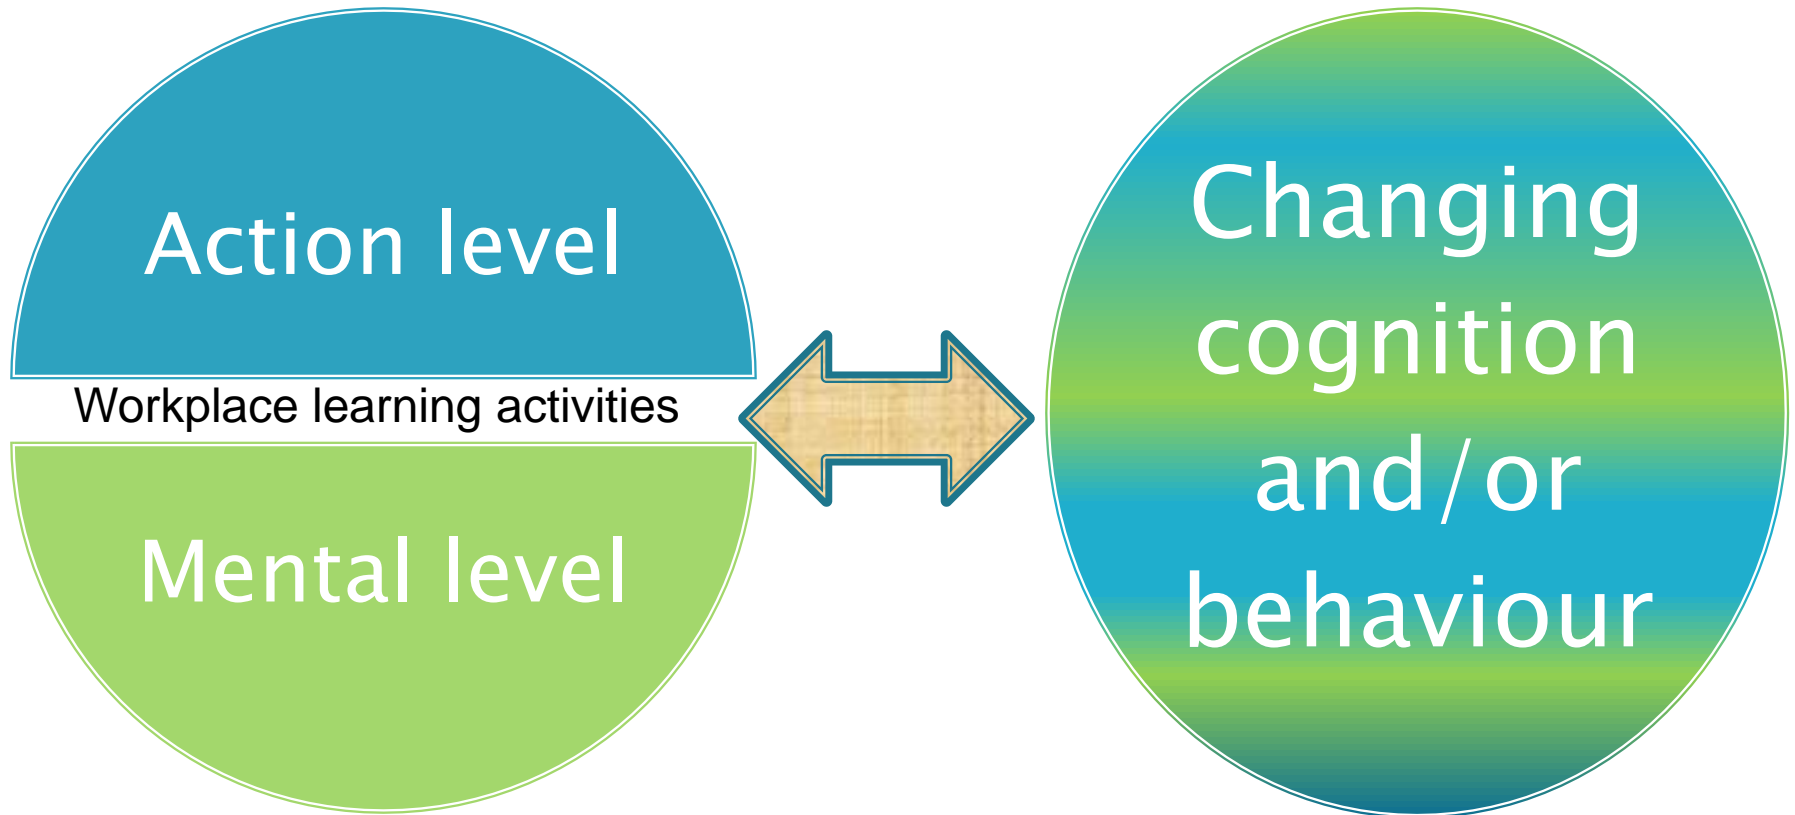 Action level
Workplace learning activities
Mental level
Changing
cognition
and/or
behaviour